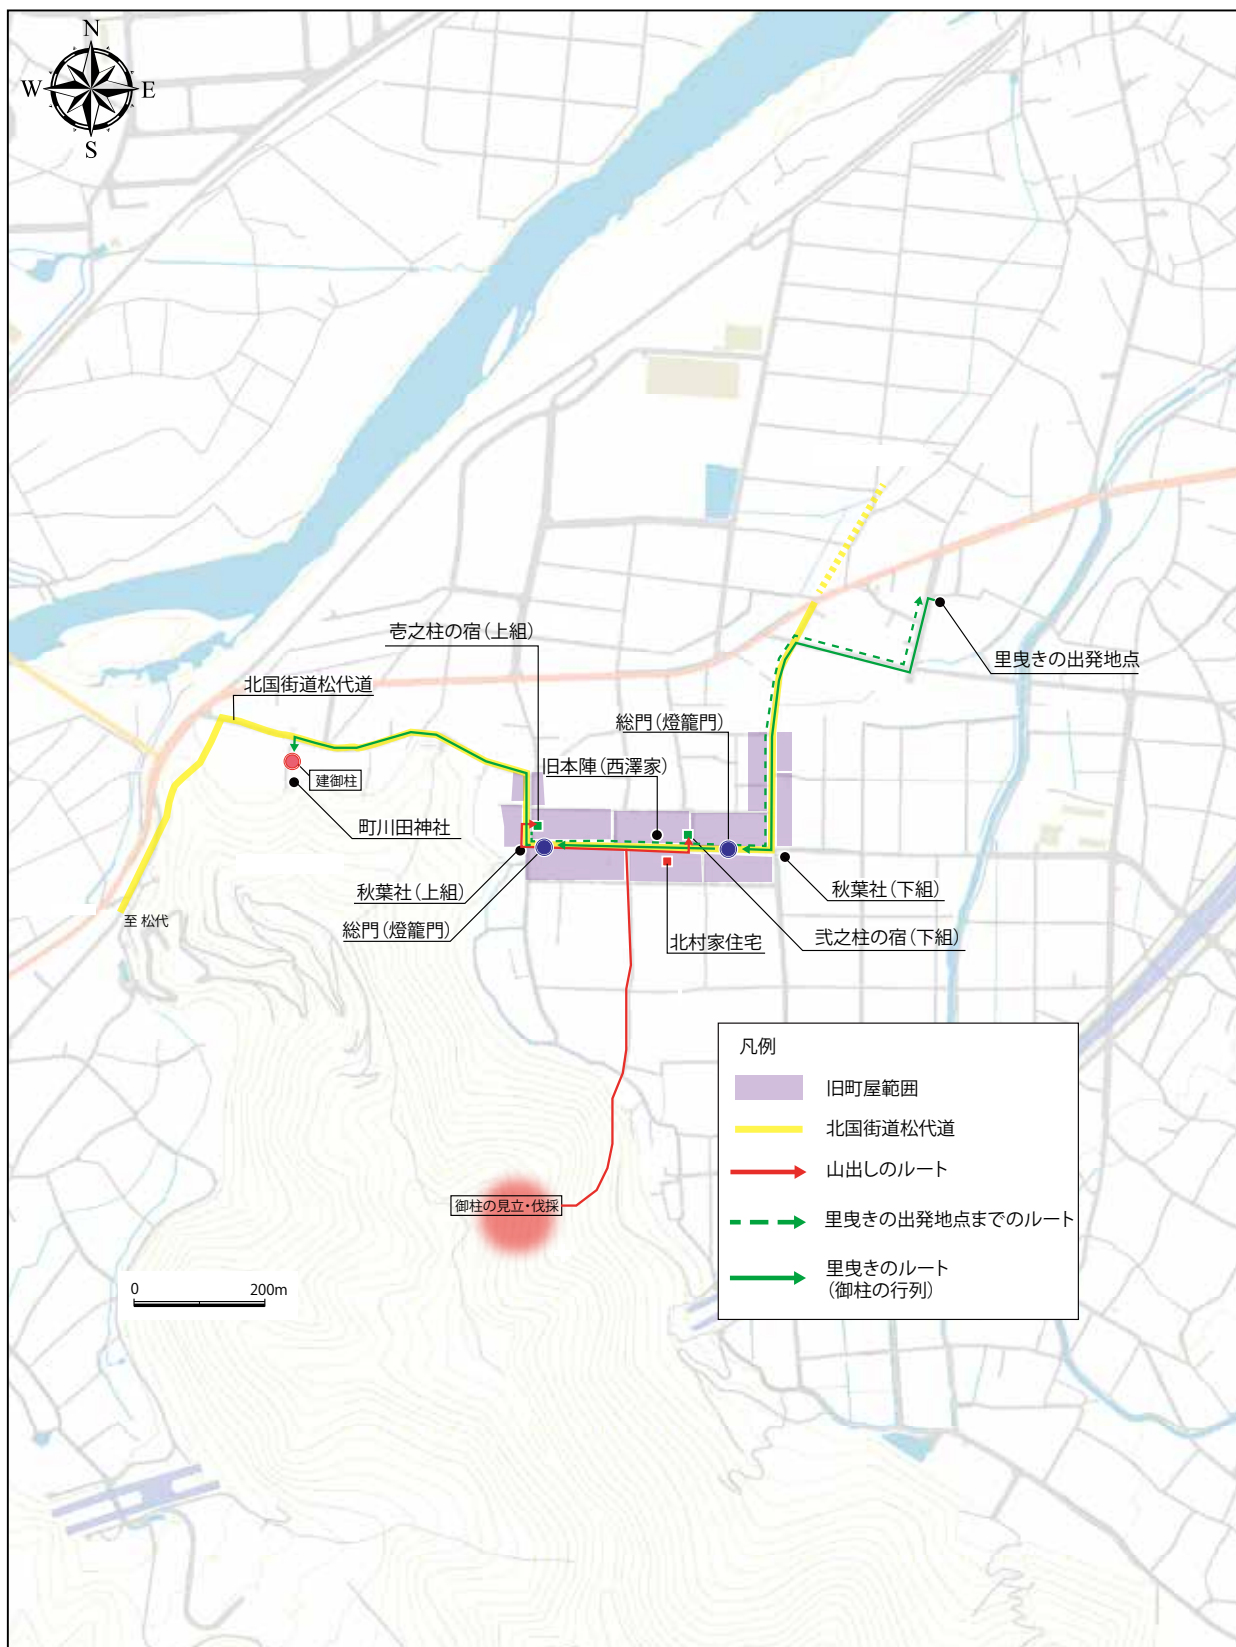 N
W
E
S
壱之柱の宿(上組)
里曳きの出発地点
北国街道松代道
総門(燈籠門)
旧本陣(西澤家)
建御柱
町川田神社
秋葉社(上組)
秋葉社(下組)
至 松代
総門(燈籠門)
北村家住宅
弐之柱の宿(下組)
凡例
旧町屋範囲
北国街道松代道
山出しのルート
御柱の見立・伐採
里曳きの出発地点までのルート
里曳きのルート
(御柱の行列)
0 200m